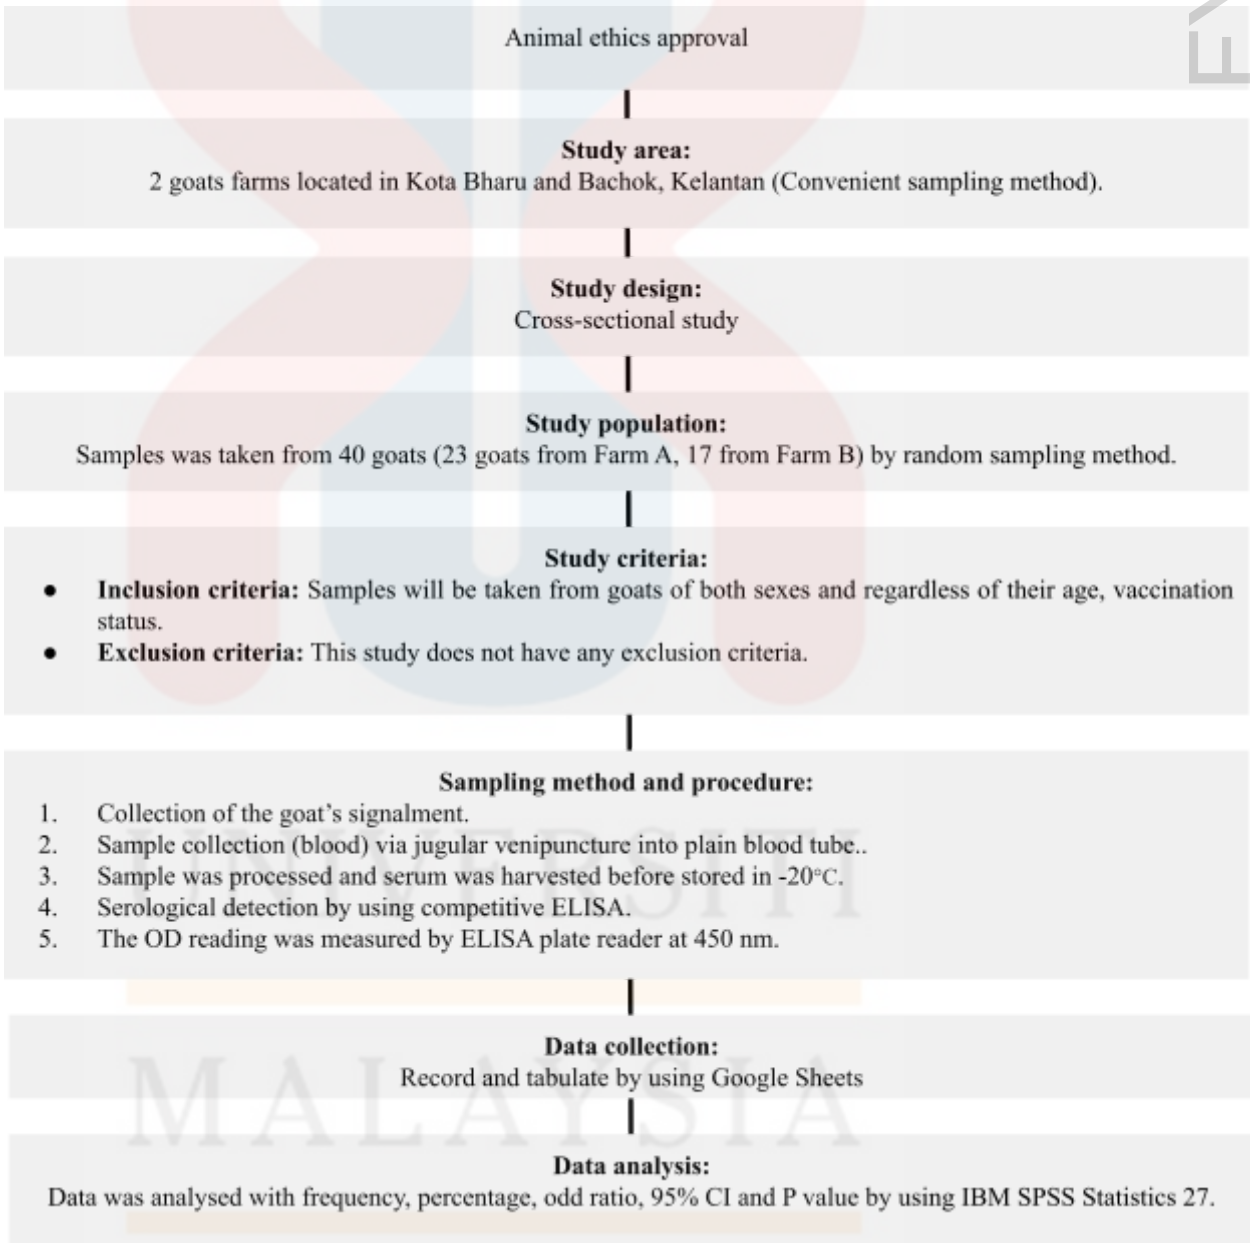 Animal ethics approval
Study area:
2 goats farms located in Kota Bharu and Bachok, Kelantan (Convenient sampling method).
Study design:
Cross-sectional study
Study population:
Samples was taken from 40 goats (23 goats from Farm A, 17 from Farm B) by random sampling method.
Study criteria:
● Inclusion criteria: Samples will be taken from goats of both sexes and regardless of their age, vaccination
status.
● Exclusion criteria: This study does not have any exclusion criteria.
Sampling method and procedure:
1. Collection of the goat's signalment.
2. Sample collection (blood) via jugular venipuncture into plain blood tube..
3. Sample was processed and serum was harvested before stored in -20°C.
4. Serological detection by using competitive ELISA.
5. The OD reading was measured by ELISA plate reader at 450 nm.
UNIVERSITI
Data collection:
Record and tabulate by using Google Sheets
MALAYSIA
Data analysis:
Data was analysed with frequency, percentage, odd ratio, 95% CI and P value by using IBM SPSS Statistics 27.